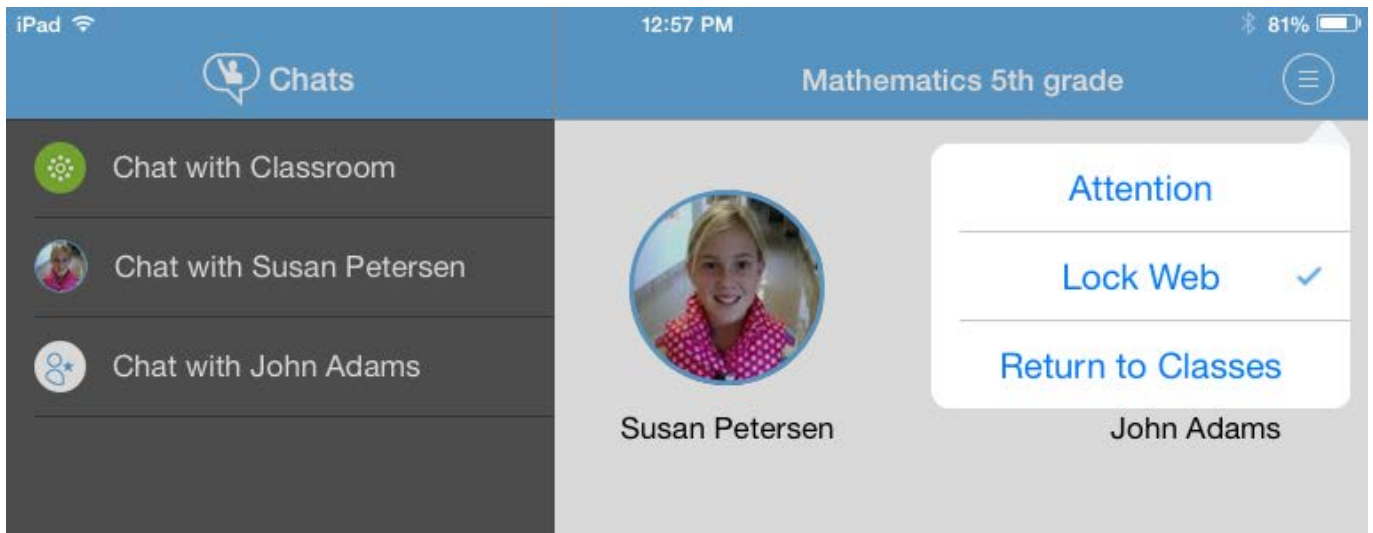 iPad 12:57 PM 81%
Chats
Mathematics 5th grade
Chat with Classroom
Chat with Susan Petersen
Chat with John Adams
Attention
Lock Web
Return to Classes
Susan Petersen
John Adams